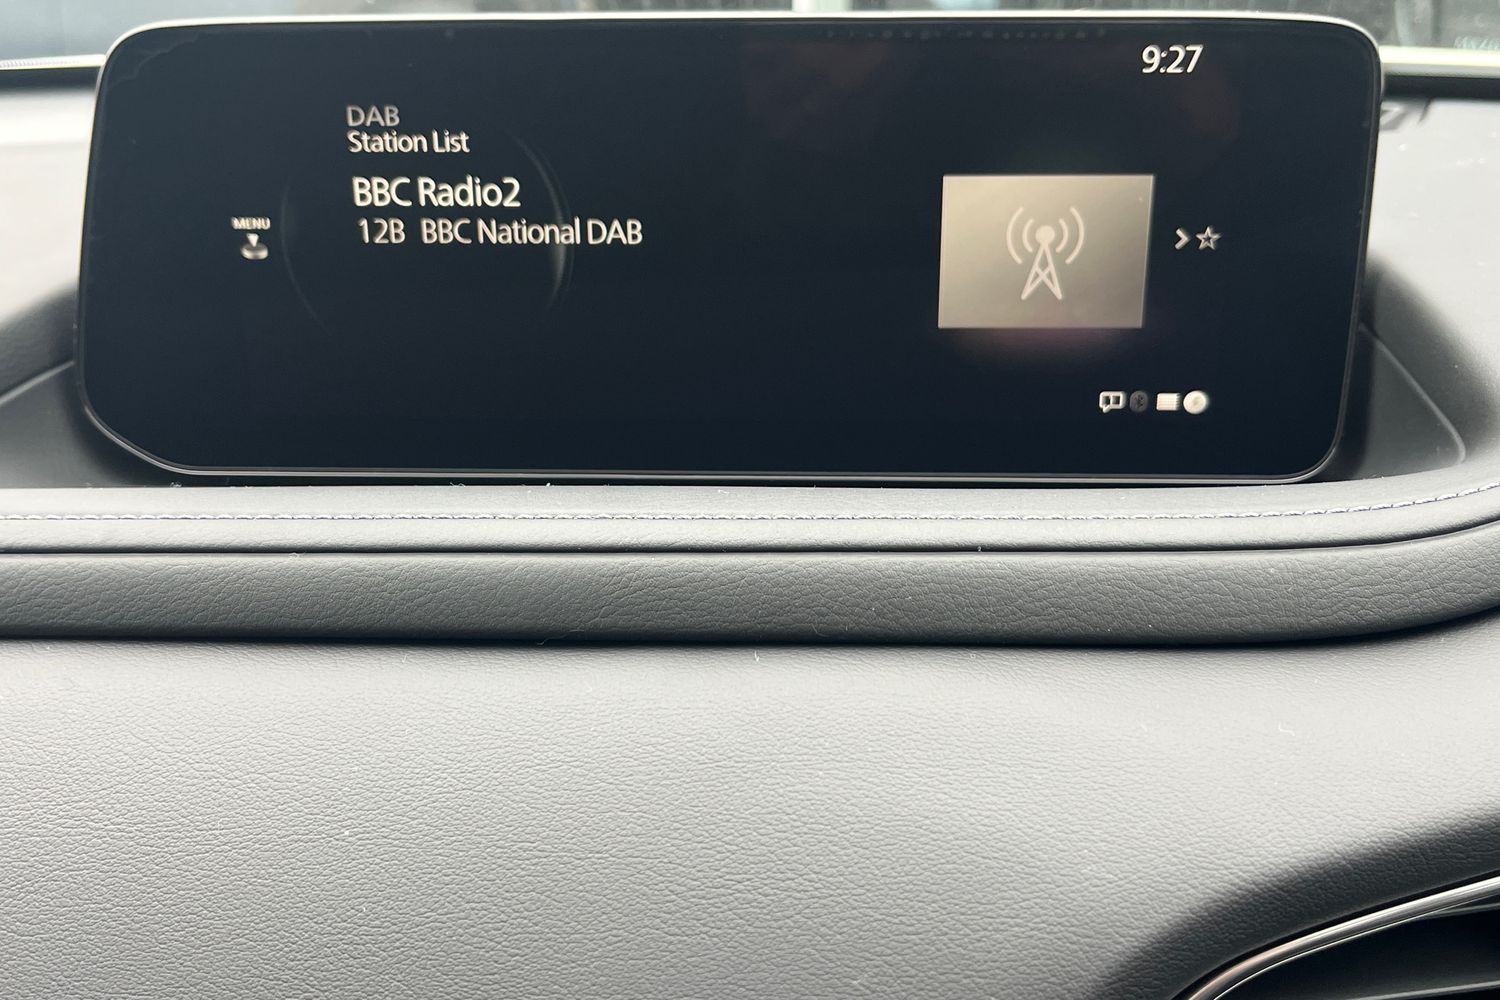 9:27
DAB
Station List
BBC Radio2
12B BBC National DAB
MENU